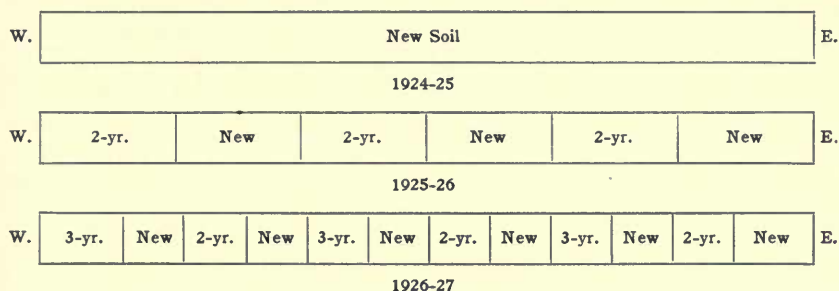 W. New Soil E.
1924-25
W. 2-yr. New 2-yr. New 2-yr. New E.
1925-26
W. 3-yr. New 2-yr. New 3-yr. New 2-yr. New 3-yr. New 2-yr. New E.
1926-27